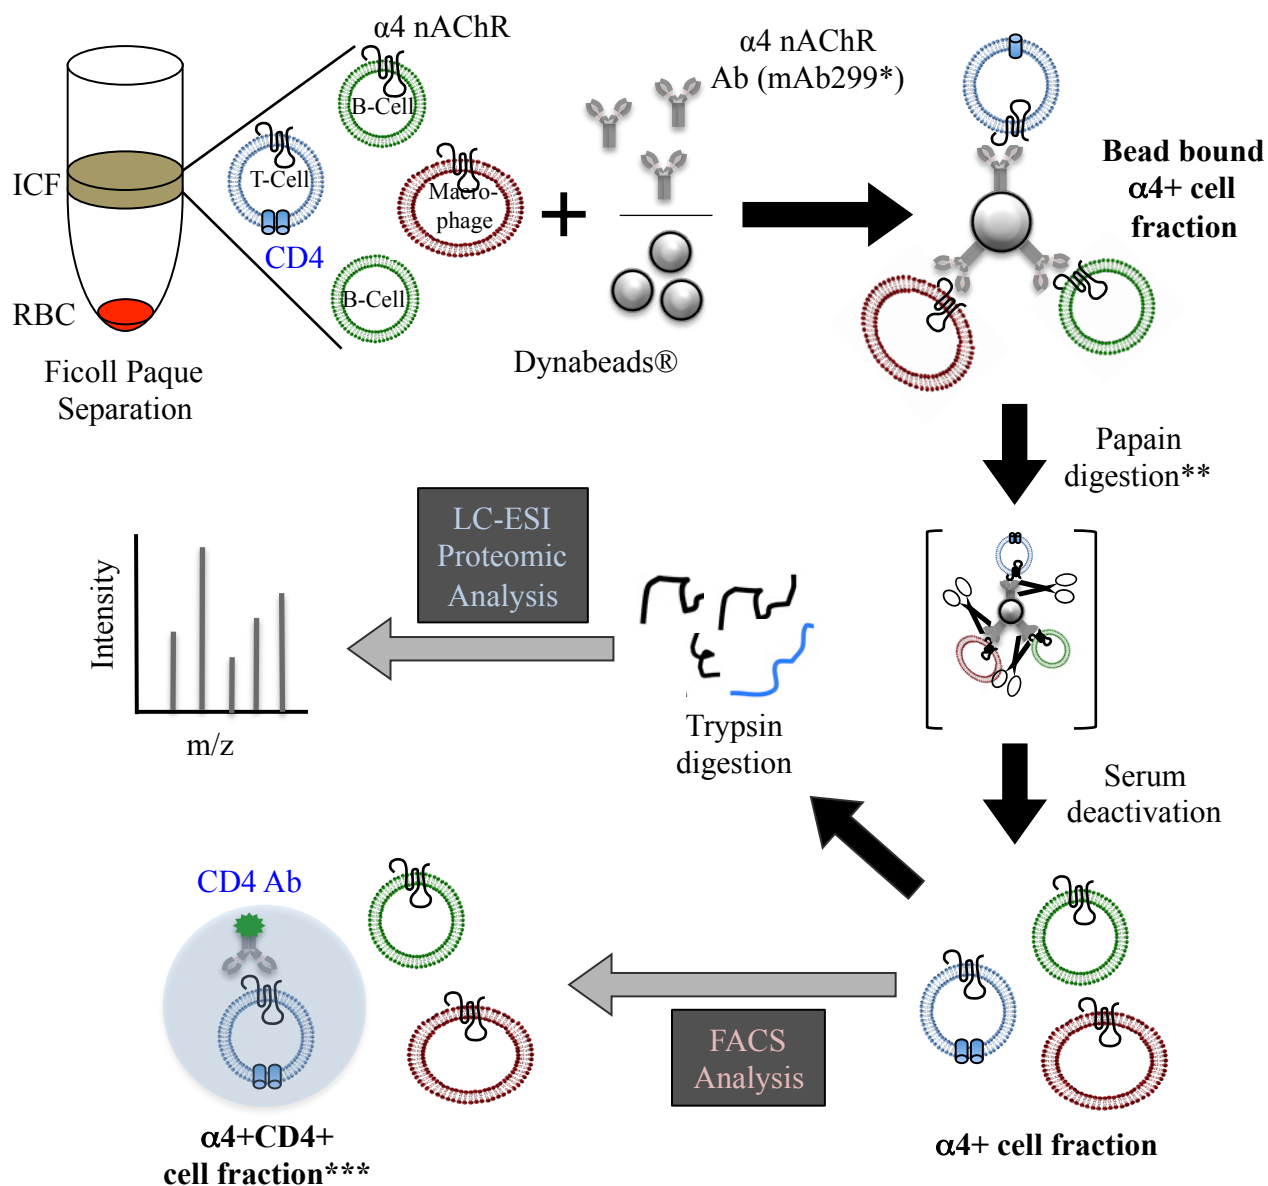 α4 nAChR
B-Cell
T-Cell
CD4
Macro-
phage
B-Cell
ICF
RBC
Ficoll Paque
Separation
α4 nAChR
Ab (mAb299*)
Dynabeads®
Bead bound
α4+ cell
fraction
Papain
digestion**
Serum
deactivation
LC-ESI
Proteomic
Analysis
Intensity
m/z
Trypsin
digestion
CD4 Ab
FACS
Analysis
α4+CD4+
cell fraction***
α4+ cell fraction